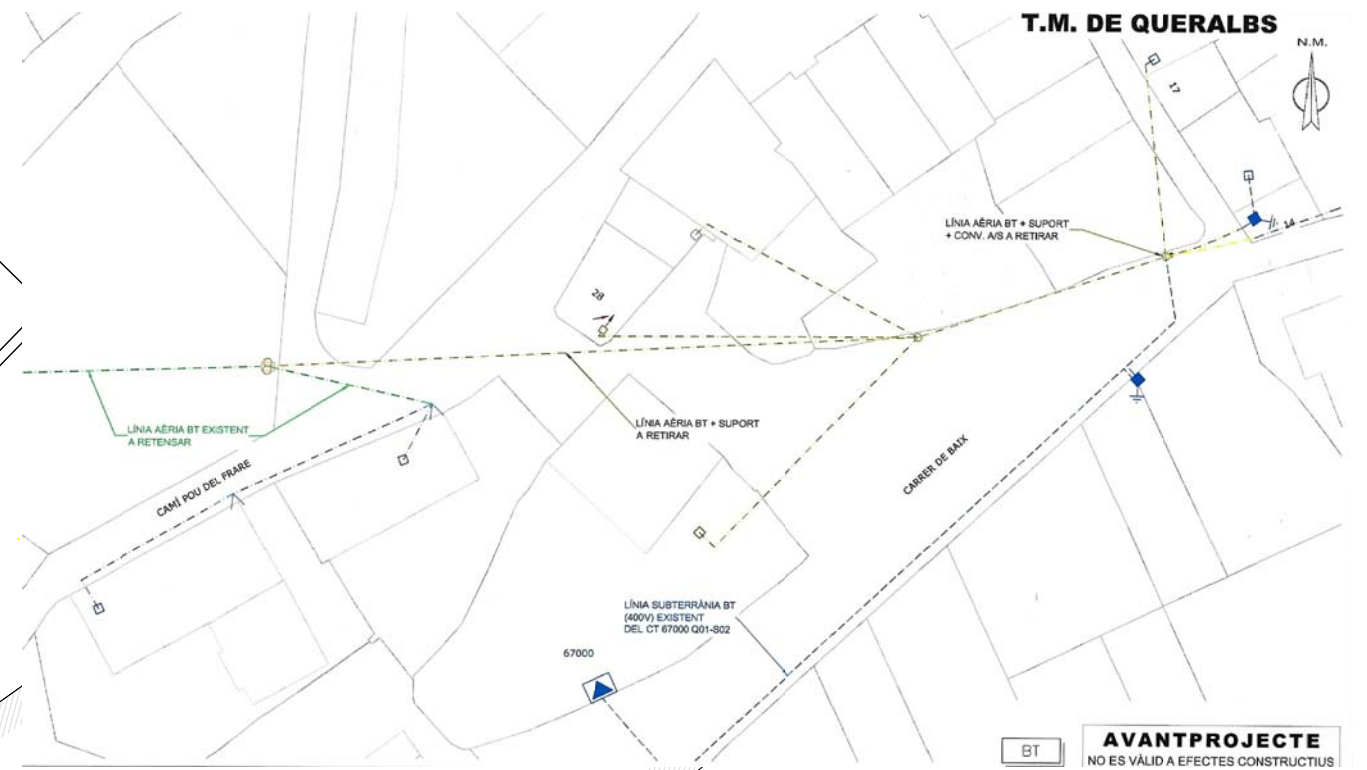 T.M. DE QUERALBS
N.M.
17
14
LÍNIA AÈRIA BT + SUPORT
+ CONV. A/S A RETIRAR
28
LÍNIA AÈRIA BT EXISTENT
A RETENSAR
LÍNIA AÈRIA BT + SUPORT
A RETIRAR
CAMÍ POU DEL FRARE
CARRER DE BAIX
LÍNIA SUBTERRÀNIA BT
(400V) EXISTENT
DEL CT 67000 Q01-S02
67000
BT
AVANTPROJECTE
NO ES VÀLID A EFECTES CONSTRUCTIUS